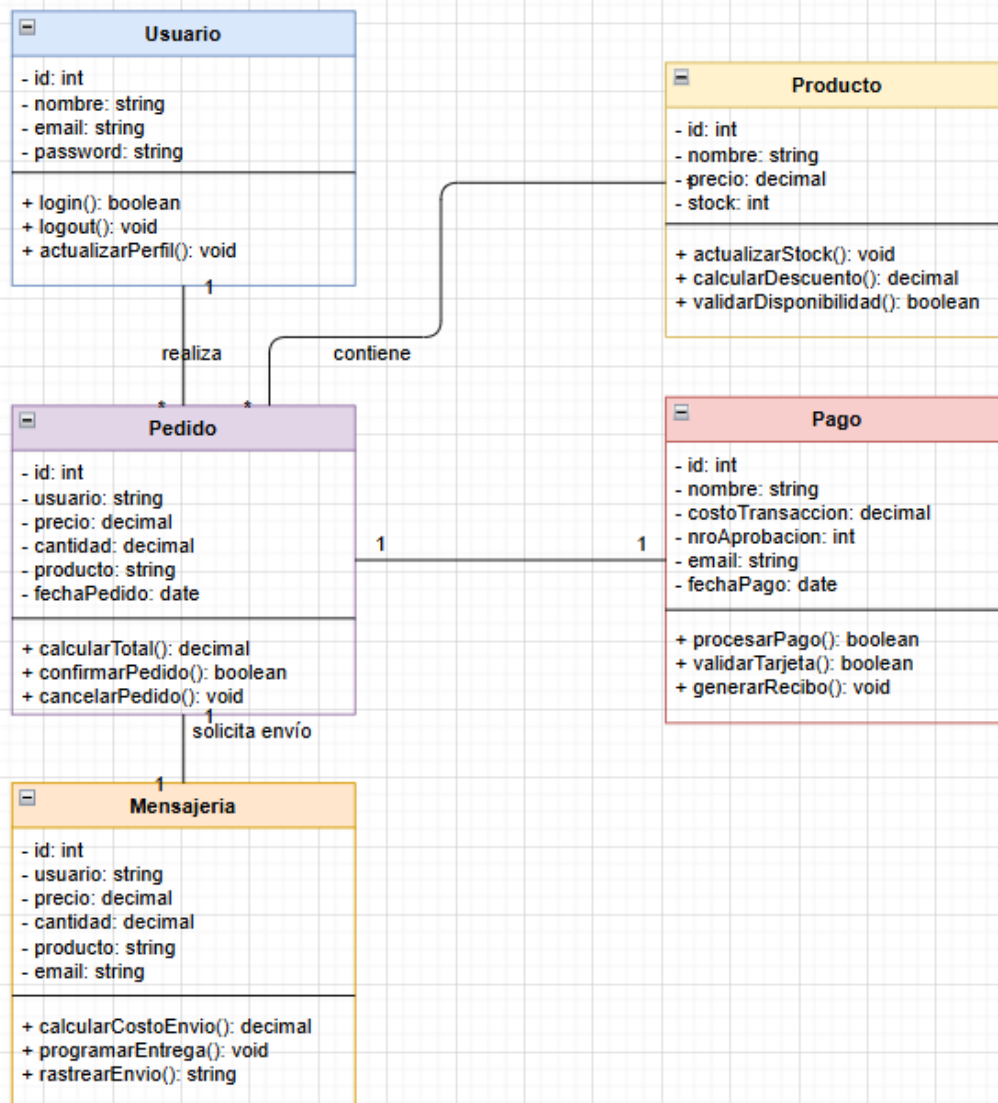 Usuario
- id: int
- nombre: string
- email: string
- password: string
+ login(): boolean
+ logout(): void
+ actualizarPerfil(): void
1
realiza
*
Producto
- id: int
- nombre: string
- precio: decimal
- stock: int
+ actualizarStock(): void
+ calcularDescuento(): decimal
+ validarDisponibilidad(): boolean
*
contiene
*
Pedido
- id: int
- usuario: string
- precio: decimal
- cantidad: decimal
- producto: string
- fechaPedido: date
+ calcularTotal(): decimal
+ confirmarPedido(): boolean
+ cancelarPedido(): void
1
1
Pago
- id: int
- nombre: string
- costoTransaccion: decimal
- nroAprobacion: int
- email: string
- fechaPago: date
+ procesarPago(): boolean
+ validarTarjeta(): boolean
+ generarRecibo(): void
1
solicita envío
1
Mensajeria
- id: int
- usuario: string
- precio: decimal
- cantidad: decimal
- producto: string
- email: string
+ calcularCostoEnvio(): decimal
+ programarEntrega(): void
+ rastrearEnvio(): string